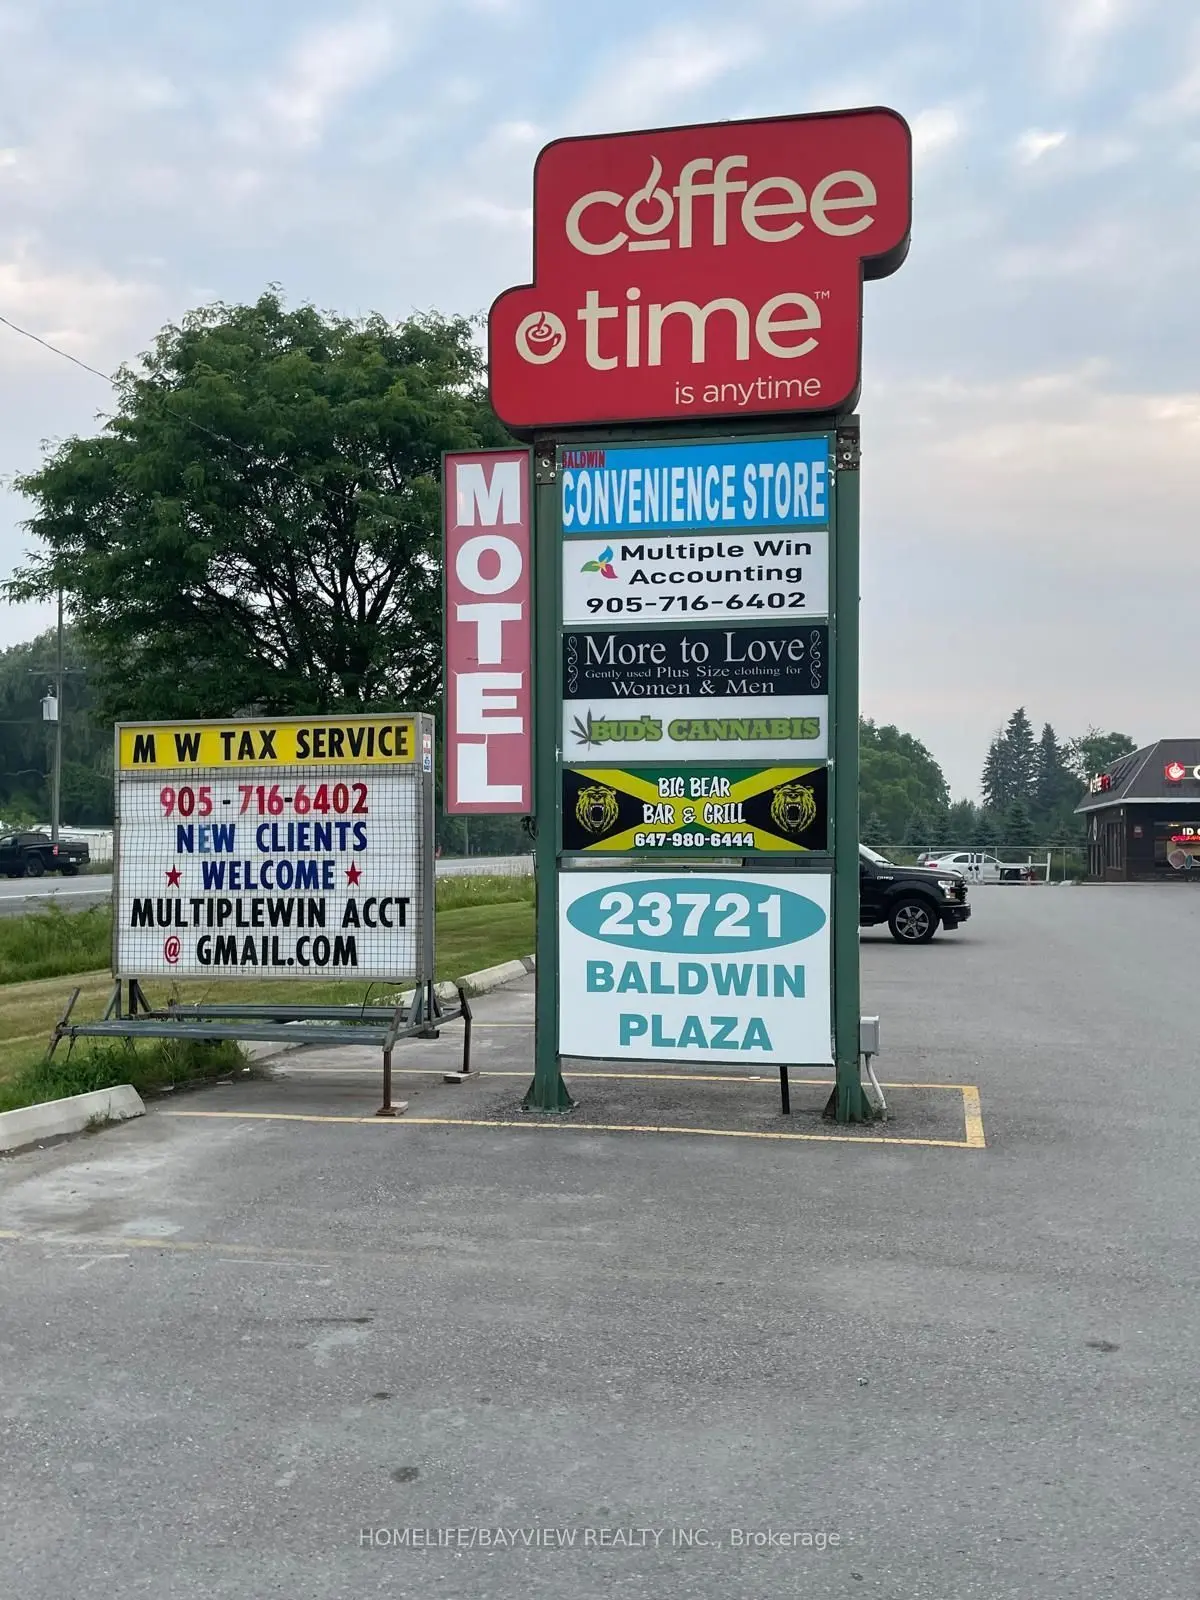 coffee
time™
is anytime
MOTEL
BALDWIN
CONVENIENCE STORE
Multiple Win
Accounting
905-716-6402
More to Love
Gently used Plus Size clothing for
Women & Men
BUD'S CANNABIS
BIG BEAR
BAR & GRILL
647-980-6444
23721
BALDWIN
PLAZA
M W TAX SERVICE
905-716-6402
NEW CLIENTS
WELCOME
MULTIPLEWIN ACCT
@ GMAIL.COM
HOMELIFE/BAYVIEW REALTY INC., Brokerage